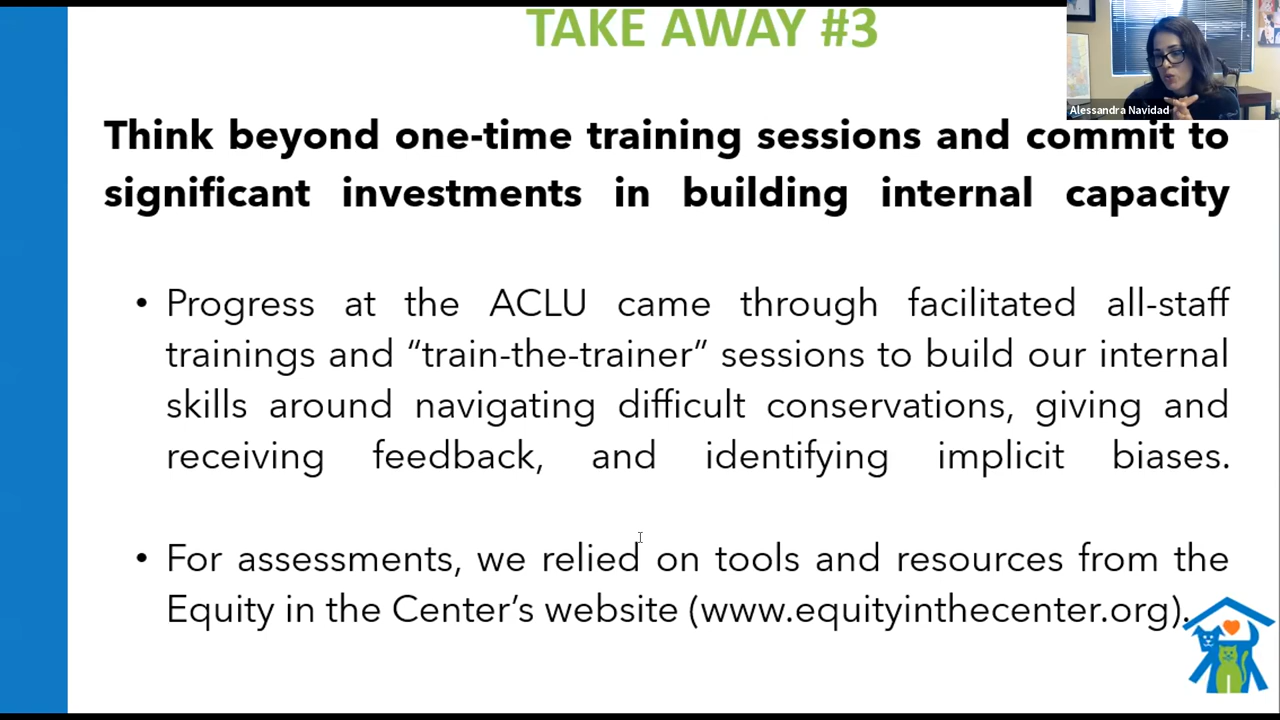 TAKE AWAY #3
Alessandra Navidad
Think beyond one-time training sessions and commit to
significant investments in building internal capacity
• Progress at the ACLU came through facilitated all-staff
trainings and “train-the-trainer” sessions to build our internal
skills around navigating difficult conservations, giving and
receiving feedback, and identifying implicit biases.
• For assessments, we relied on tools and resources from the
Equity in the Center’s website (www.equityinthecenter.org).